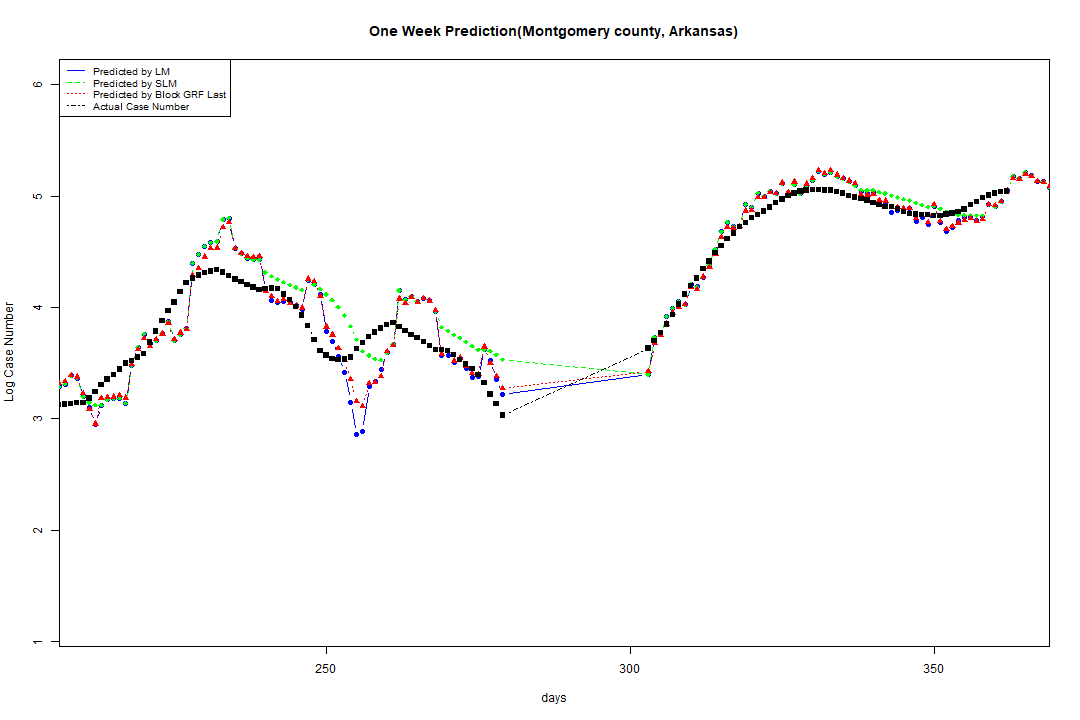 One Week Prediction(Montgomery county, Arkansas)
Predicted by LM
Predicted by SLM
Predicted by Block GRF Last
Actual Case Number
6
5
4
3
2
1
Log Case Number
250
300
350
days